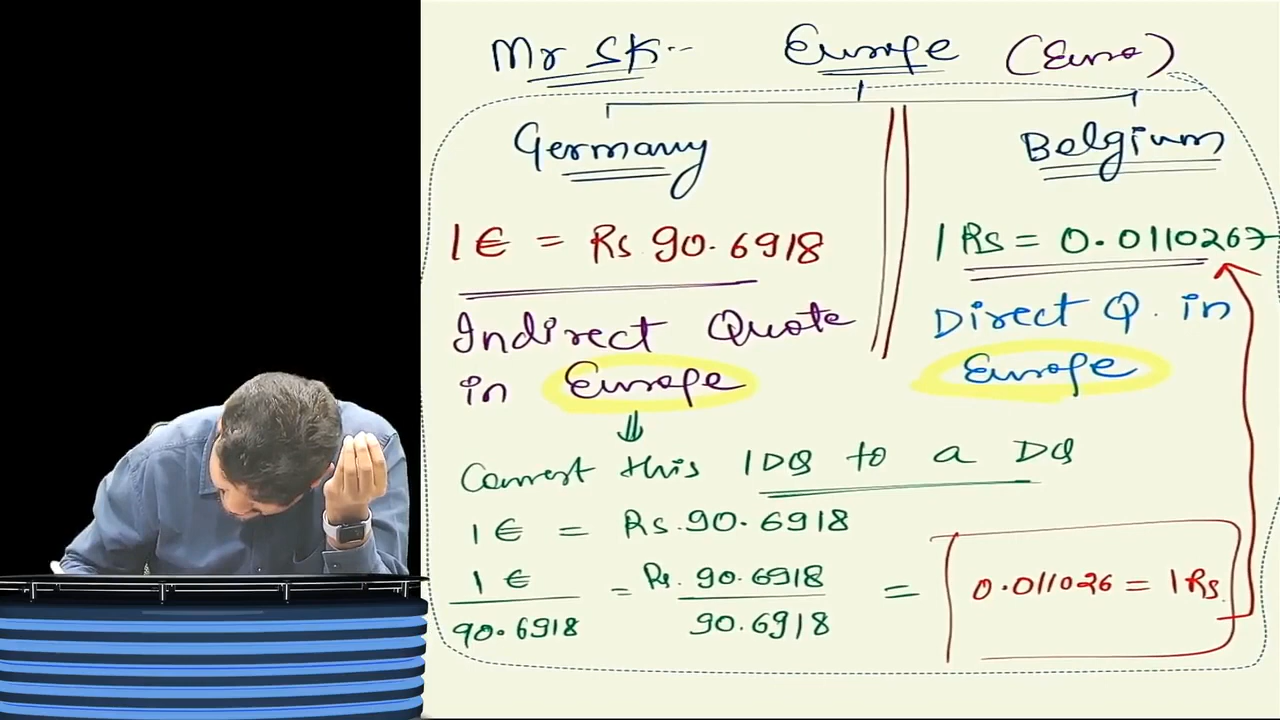 Mr SK..
Europe (Euro)
Germany
1 € = Rs 90.6918
Indirect Quote
in Europe
Belgium
1 Rs = 0.0110267
Direct Q. in
Europe
Convert this IDQ to a DQ
1 € = Rs. 90.6918
1 € / 90.6918 = Rs. 90.6918 / 90.6918 = 0.011026 = 1 Rs.